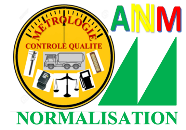 METROLOGIE
CONTROLE QUALITE
ANM
NORMALISATION